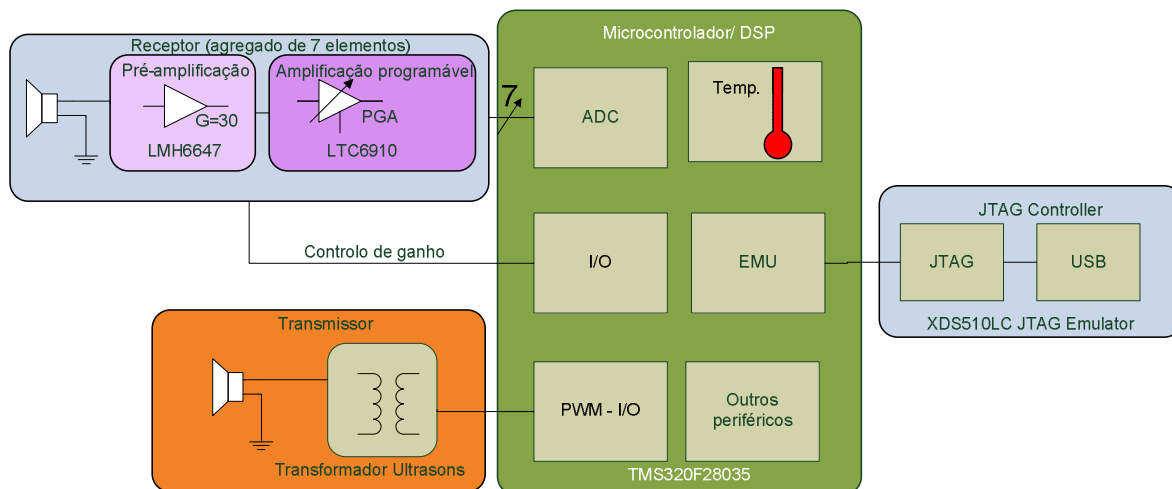 Receptor (agregado de 7 elementos)
Pré-amplificação
G=30
LMH6647
Amplificação programável
PGA
LTC6910
7
Microcontrolador/ DSP
ADC
Temp.
Controlo de ganho
I/O
EMU
JTAG Controller
JTAG
USB
XDS510LC JTAG Emulator
Transmissor
Transformador Ultrasons
PWM - I/O
Outros
periféricos
TMS320F28035